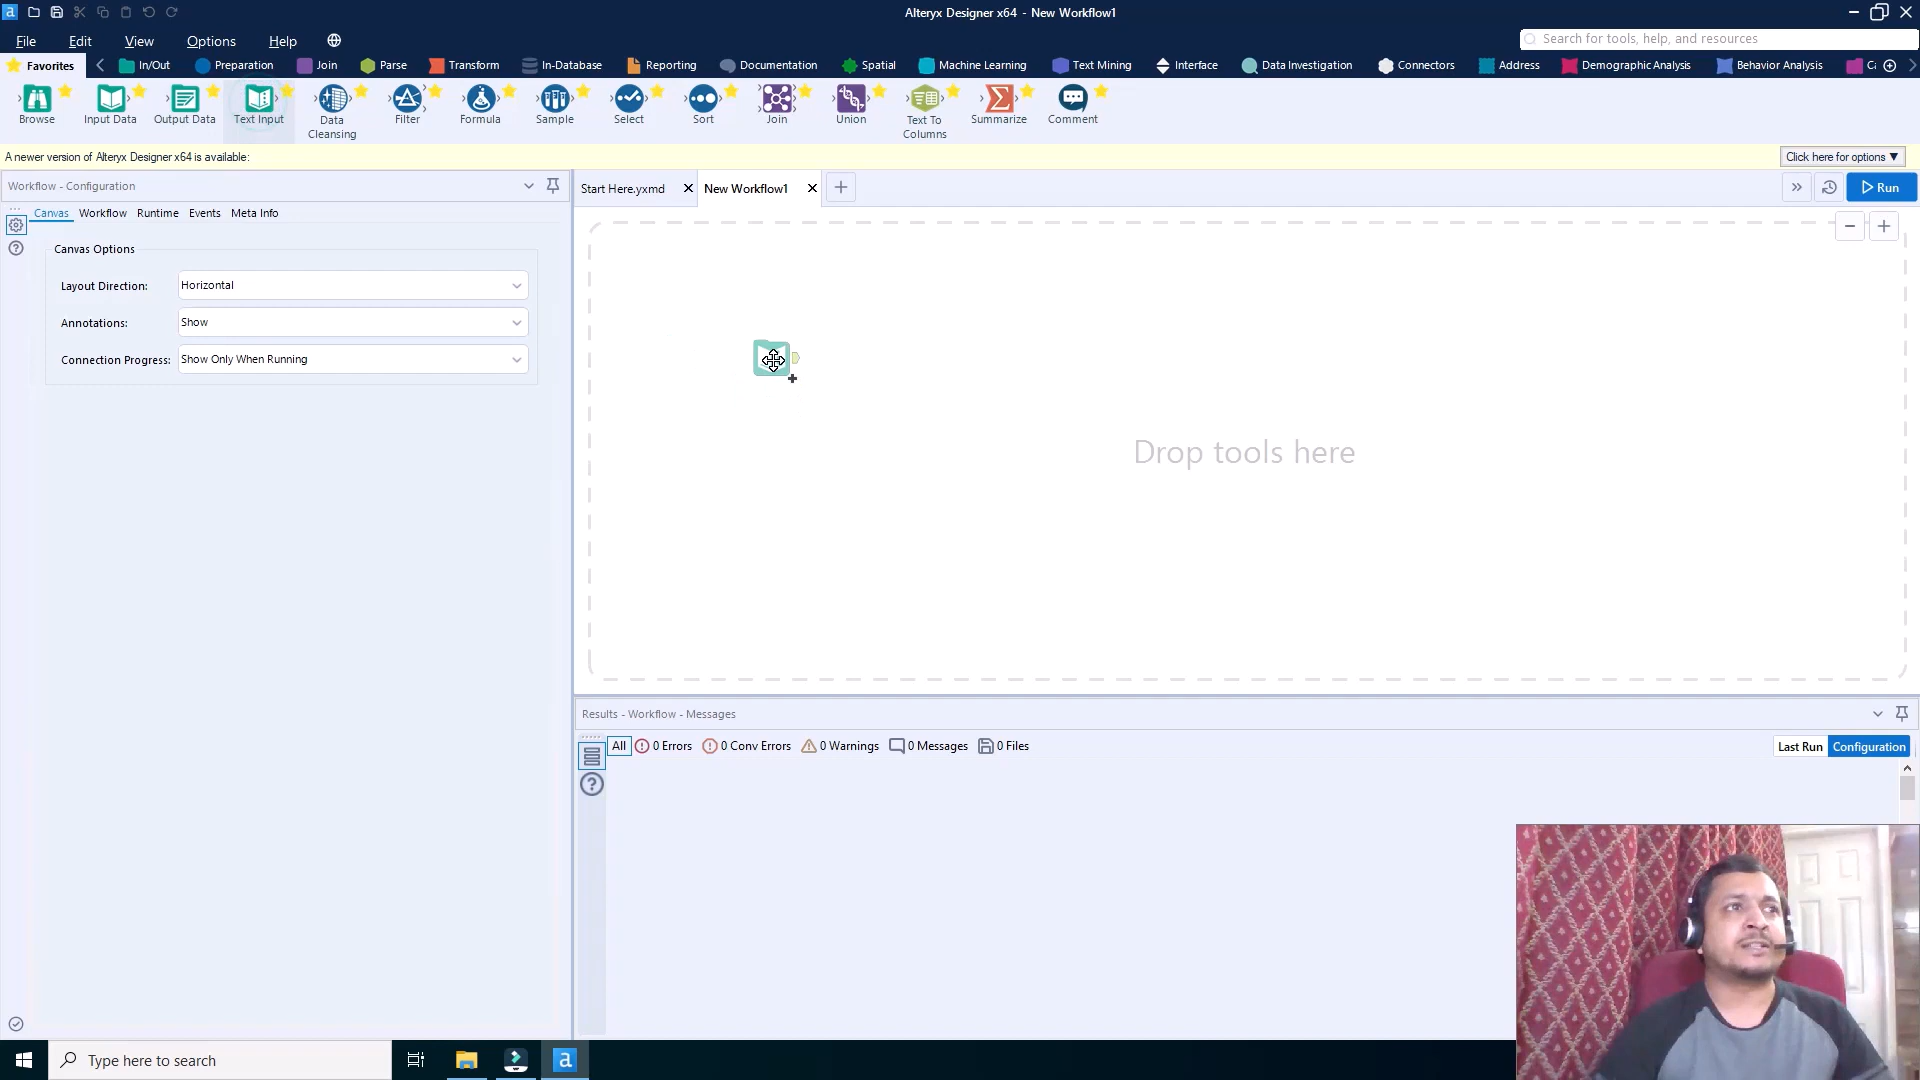 Alteryx Designer x64 - New Workflow1
File Edit View Options Help
Search for tools, help, and resources
Favorites In/Out Preparation Join Parse Transform In-Database Reporting Documentation Spatial Machine Learning Text Mining Interface Data Investigation Connectors Address Demographic Analysis Behavior Analysis
Browse Input Data Output Data Text Input Data Cleansing Filter Formula Sample Select Sort Join Union Text To Columns Summarize Comment
A newer version of Alteryx Designer x64 is available:
Click here for options ▼
Workflow - Configuration
Start Here.yxmd New Workflow1
Run
Canvas Workflow Runtime Events Meta Info
Canvas Options
Layout Direction: Horizontal
Annotations: Show
Connection Progress: Show Only When Running
Drop tools here
Results - Workflow - Messages
All 0 Errors 0 Conv Errors 0 Warnings 0 Messages 0 Files
Last Run Configuration
Type here to search